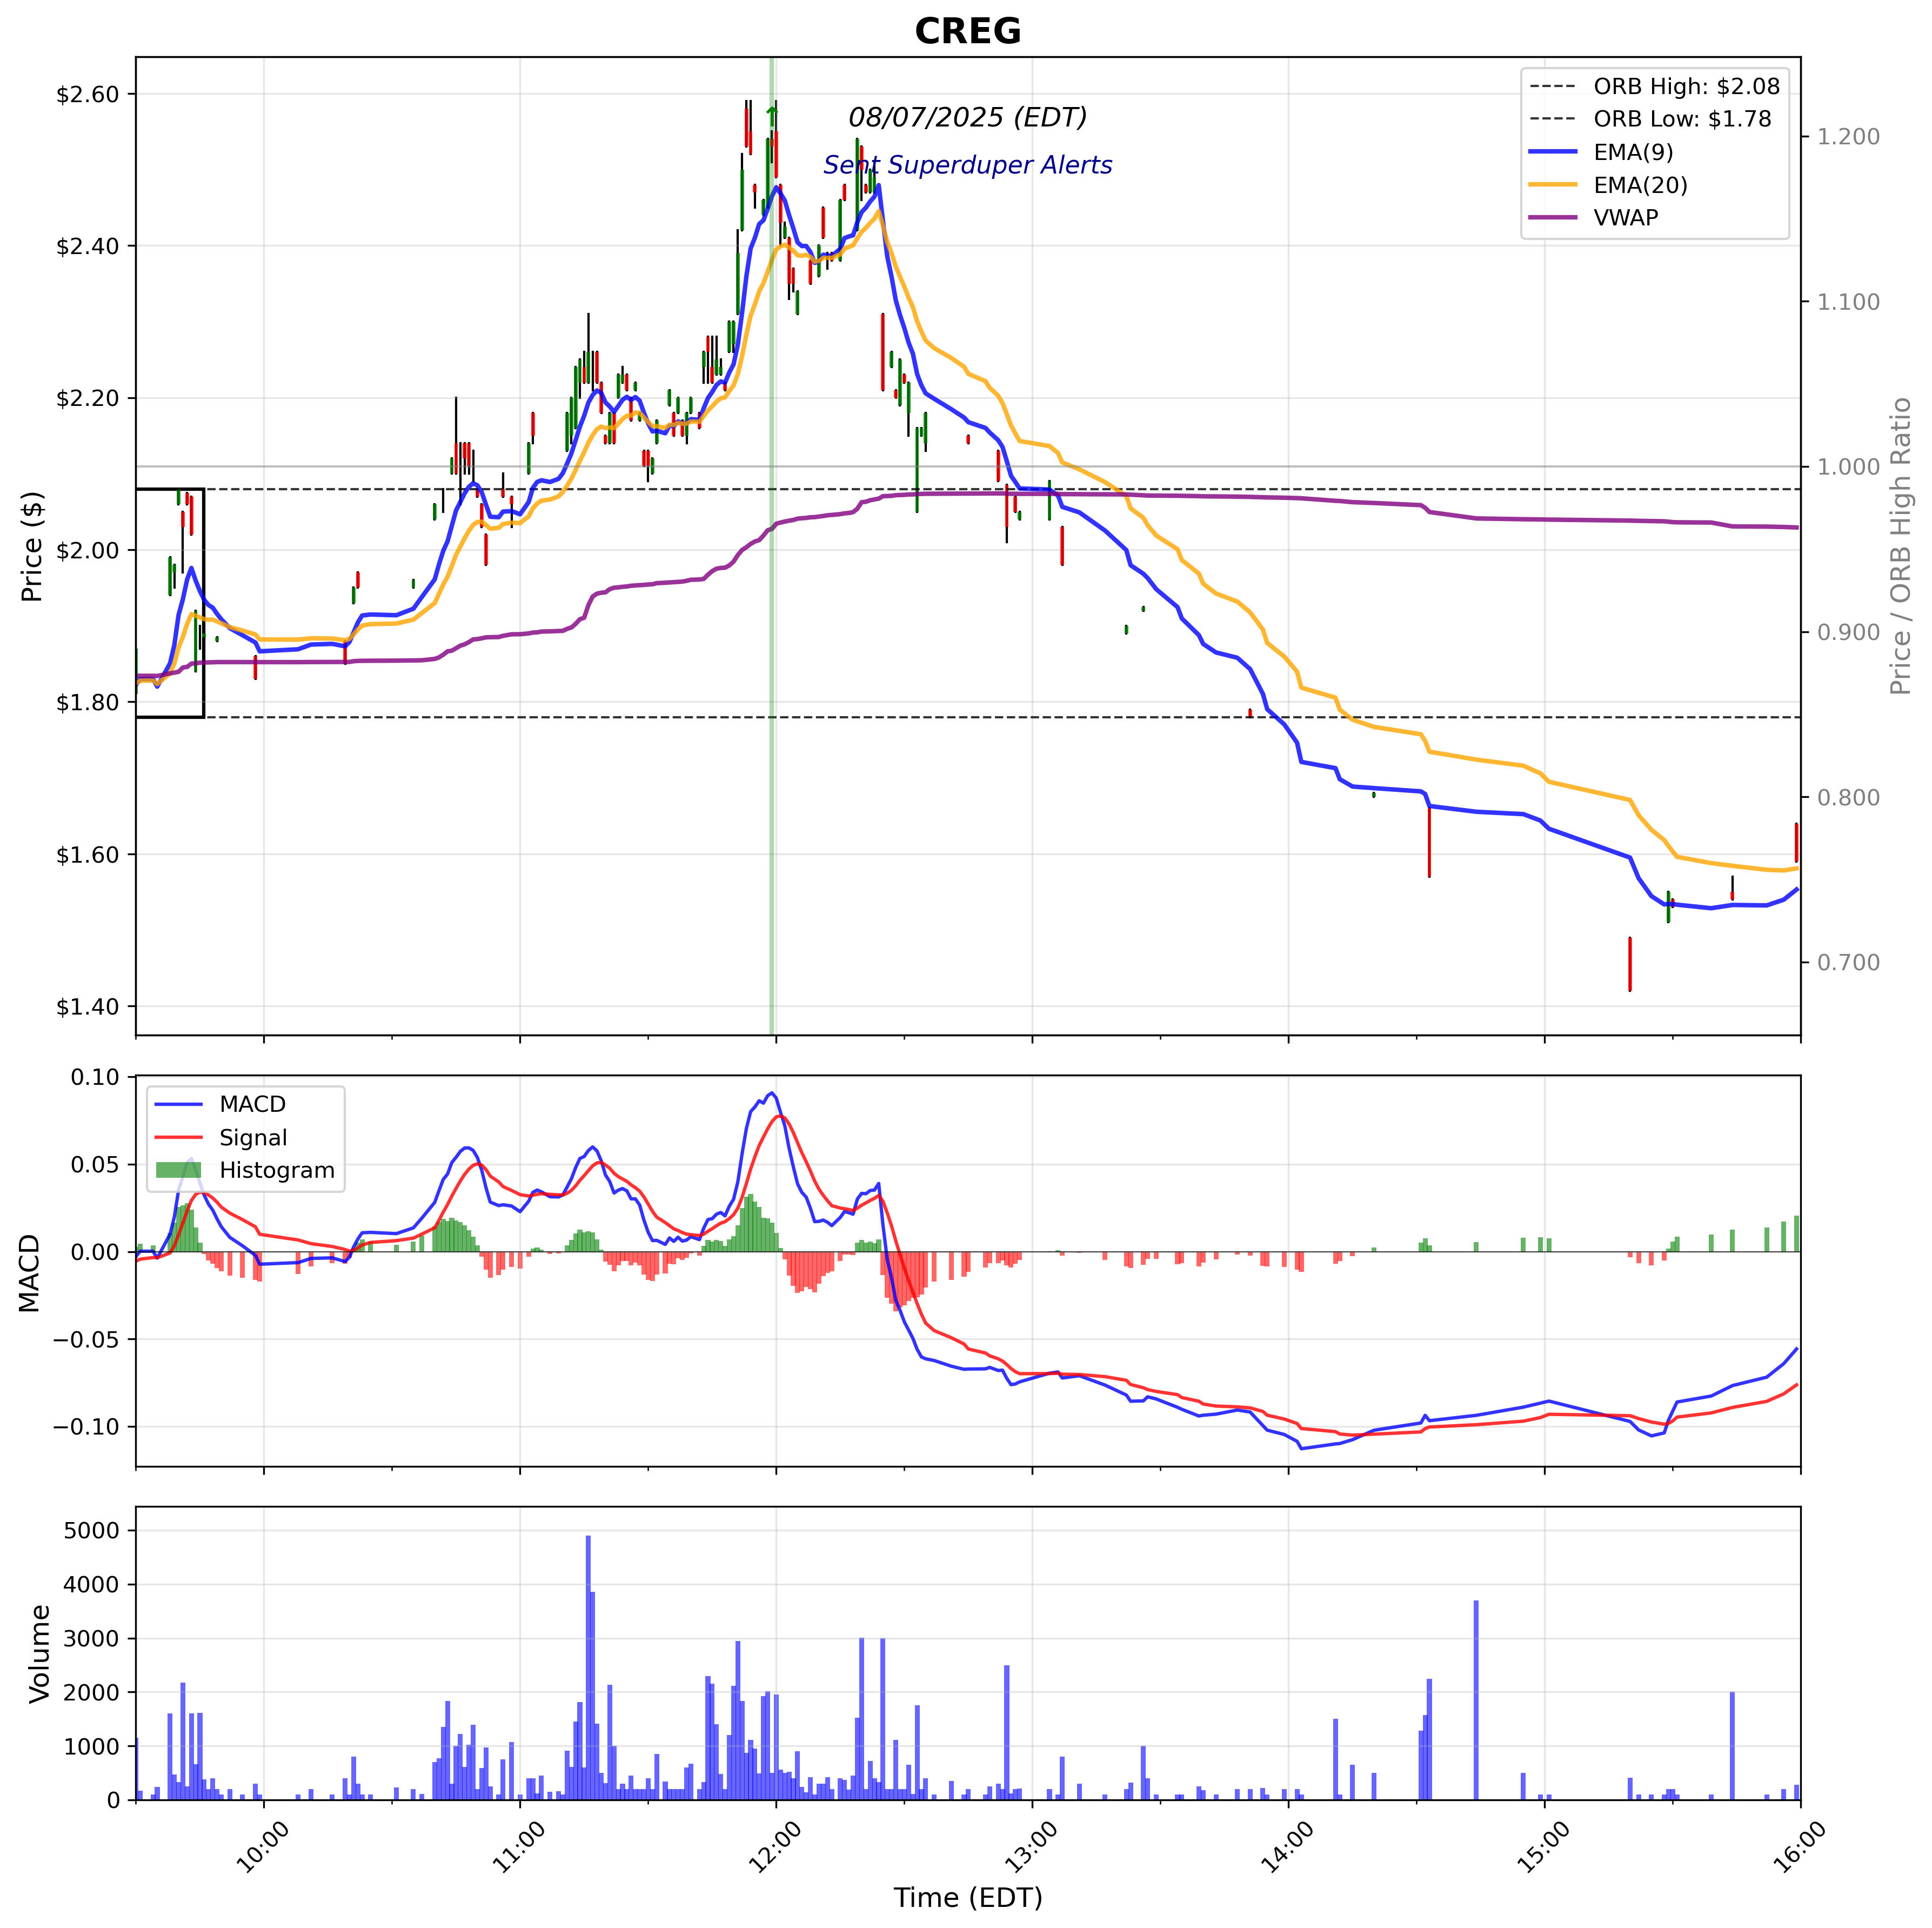 CREG
08/07/2025 (EDT)
Sent Superduper Alerts
ORB High: $2.08
ORB Low: $1.78
EMA(9)
EMA(20)
VWAP
Price ($)
$2.60
$2.40
$2.20
$2.00
$1.80
$1.60
$1.40
1.200
1.100
1.000
0.900
0.800
0.700
Price / ORB High Ratio
MACD
Signal
Histogram
MACD
0.10
0.05
0.00
−0.05
−0.10
Volume
5000
4000
3000
2000
1000
0
10:00
11:00
12:00
13:00
14:00
15:00
16:00
Time (EDT)